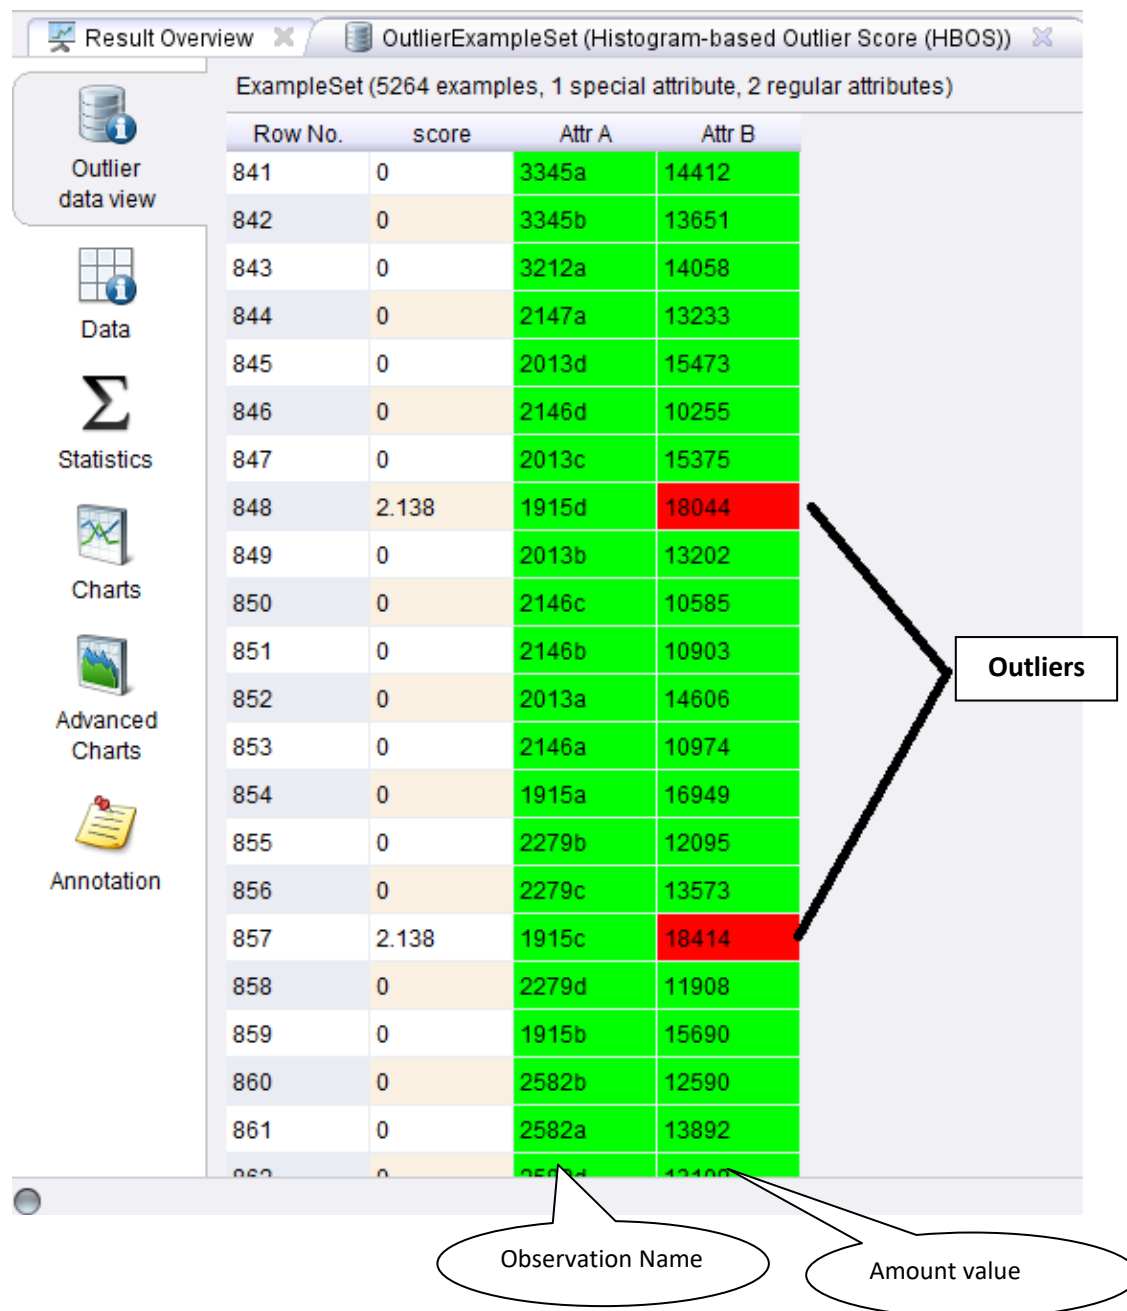 Result Overview
OutlierExampleSet (Histogram-based Outlier Score (HBOS))
ExampleSet (5264 examples, 1 special attribute, 2 regular attributes)
Outlier
data view
Data
Statistics
Charts
Advanced
Charts
Annotation
Row No. score Attr A Attr B
841 0 3345a 14412
842 0 3345b 13651
843 0 3212a 14058
844 0 2147a 13233
845 0 2013d 15473
846 0 2146d 10255
847 0 2013c 15375
848 2.138 1915d 18044
849 0 2013b 13202
850 0 2146c 10585
851 0 2146b 10903
852 0 2013a 14606
853 0 2146a 10974
854 0 1915a 16949
855 0 2279b 12095
856 0 2279c 13573
857 2.138 1915c 18414
858 0 2279d 11908
859 0 1915b 15690
860 0 2582b 12590
861 0 2582a 13892
862 0
Outliers
Observation Name
Amount value